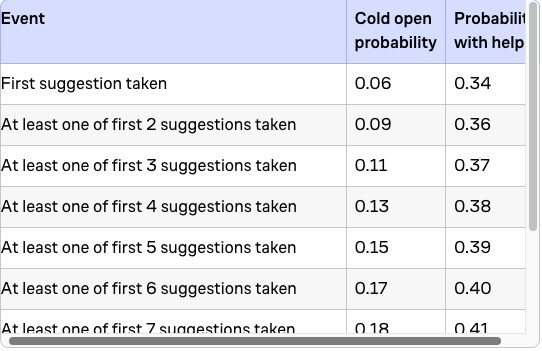 Event Cold open probability Probabilit with help
First suggestion taken 0.06 0.34
At least one of first 2 suggestions taken 0.09 0.36
At least one of first 3 suggestions taken 0.11 0.37
At least one of first 4 suggestions taken 0.13 0.38
At least one of first 5 suggestions taken 0.15 0.39
At least one of first 6 suggestions taken 0.17 0.40
At least one of first 7 suggestions taken 0.18 0.41